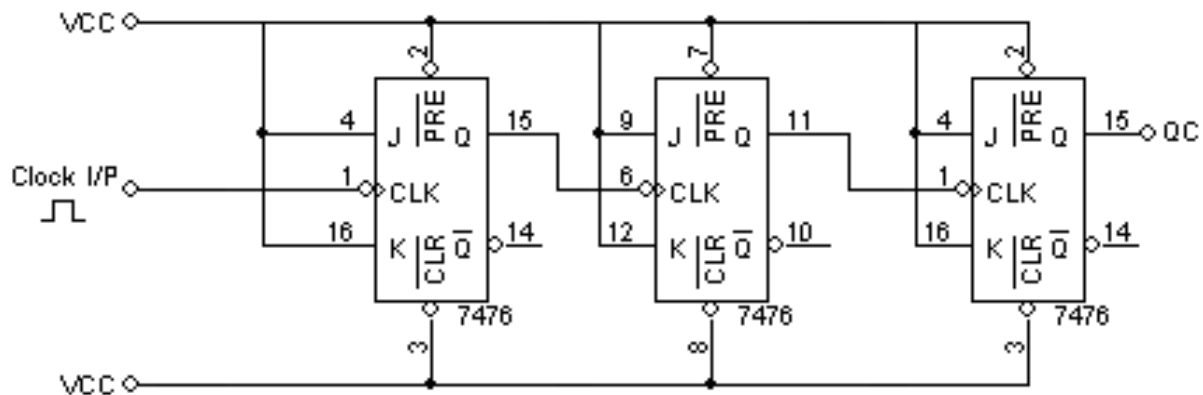 VCC
2
7
2
4
J
PRE
Q
15
9
J
PRE
Q
11
4
J
PRE
Q
15
QC
Clock I/P
1
CLK
6
CLK
1
CLK
16
K
CLR
Q
14
12
K
CLR
Q
10
16
K
CLR
Q
14
7476
7476
7476
3
8
3
VCC